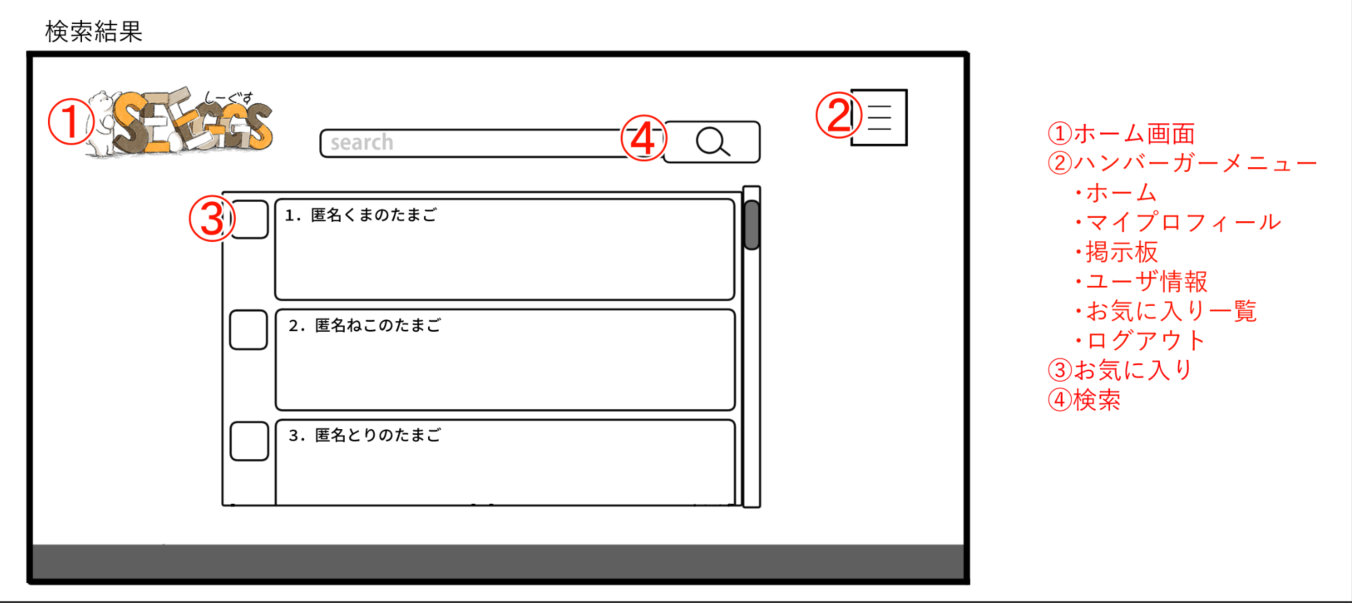 検索結果
①
SEE-GGS
しーぐす
②
search
④
③
1. 匿名くまのたまご
2. 匿名ねこのたまご
3. 匿名とりのたまご
①ホーム画面
②ハンバーガーメニュー
・ホーム
・マイプロフィール
・掲示板
・ユーザ情報
・お気に入り一覧
・ログアウト
③お気に入り
④検索